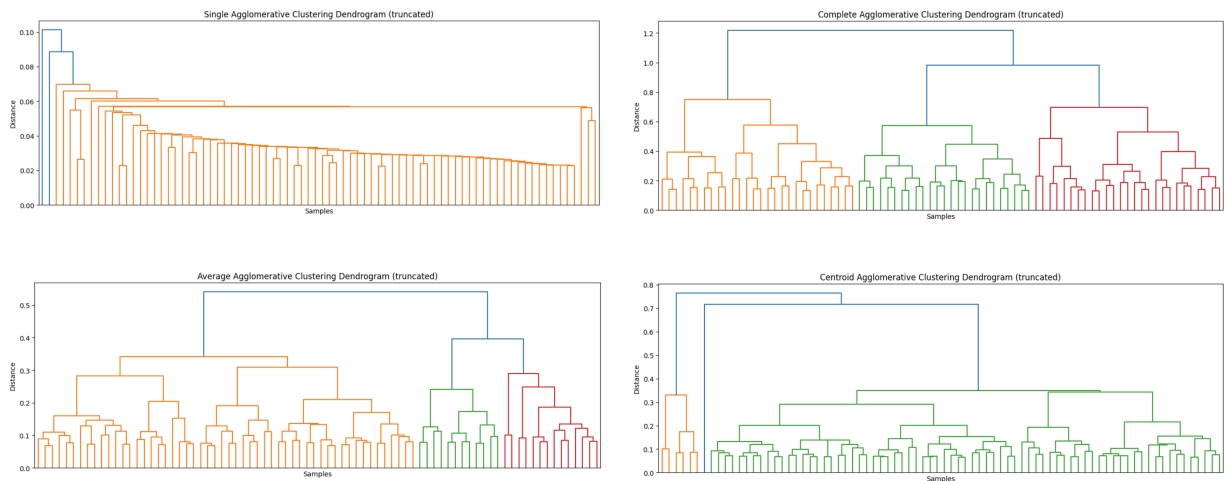 Single Agglomerative Clustering Dendrogram (truncated)
0.10
0.08
0.06
0.04
0.02
0.00
Distance
Samples
Complete Agglomerative Clustering Dendrogram (truncated)
1.2
1.0
0.8
0.6
0.4
0.2
0.0
Distance
Samples
Average Agglomerative Clustering Dendrogram (truncated)
0.5
0.4
0.3
0.2
0.1
0.0
Distance
Samples
Centroid Agglomerative Clustering Dendrogram (truncated)
0.8
0.7
0.6
0.5
0.4
0.3
0.2
0.1
0.0
Distance
Samples